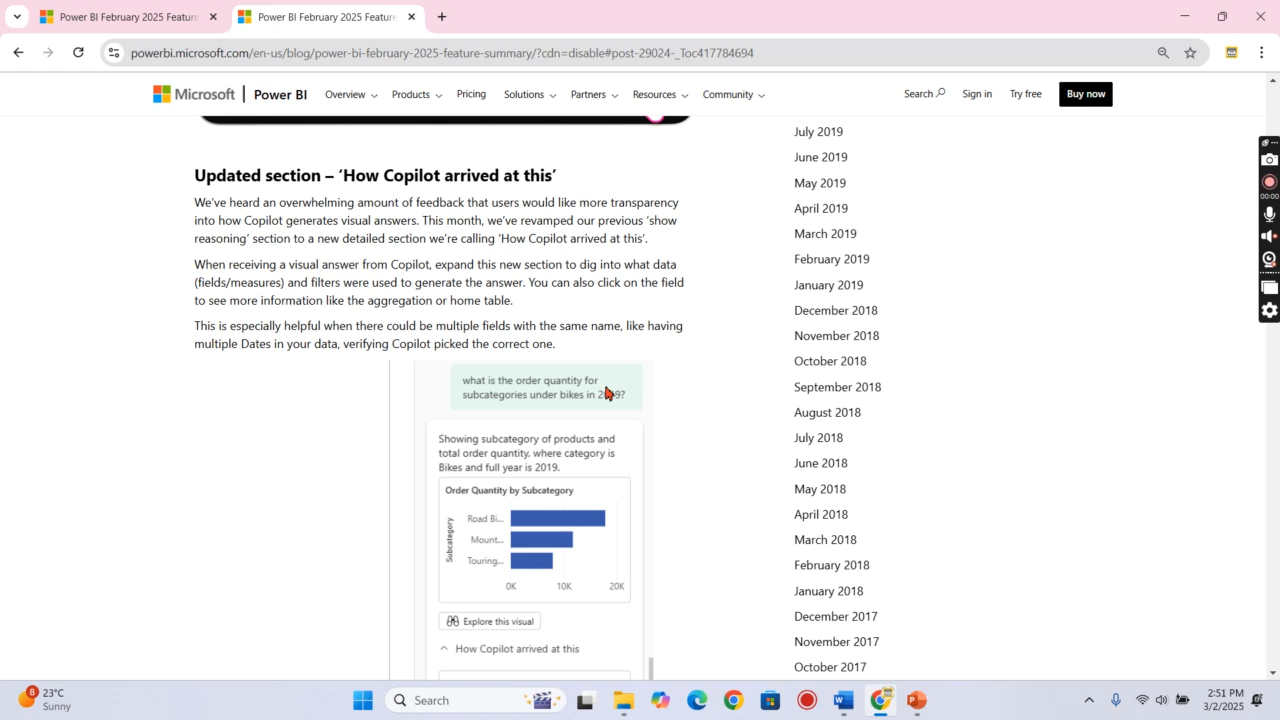 Power BI February 2025 Feature
Power BI February 2025 Feature
powerbi.microsoft.com/en-us/blog/power-bi-february-2025-feature-summary/?cdn=disable#post-29024-_Toc417784694
Microsoft Power BI Overview Products Pricing Solutions Partners Resources Community Search Sign in Try free Buy now
Updated section – ‘How Copilot arrived at this’
We’ve heard an overwhelming amount of feedback that users would like more transparency
into how Copilot generates visual answers. This month, we’ve revamped our previous ‘show
reasoning’ section to a new detailed section we’re calling ‘How Copilot arrived at this’.
When receiving a visual answer from Copilot, expand this new section to dig into what data
(fields/measures) and filters were used to generate the answer. You can also click on the field
to see more information like the aggregation or home table.
This is especially helpful when there could be multiple fields with the same name, like having
multiple Dates in your data, verifying Copilot picked the correct one.
what is the order quantity for
subcategories under bikes in 2019?
Showing subcategory of products and
total order quantity, where category is
Bikes and full year is 2019.
Order Quantity by Subcategory
Subcategory
Road Bi...
Mount...
Touring...
0K 10K 20K
Explore this visual
How Copilot arrived at this
July 2019
June 2019
May 2019
April 2019
March 2019
February 2019
January 2019
December 2018
November 2018
October 2018
September 2018
August 2018
July 2018
June 2018
May 2018
April 2018
March 2018
February 2018
January 2018
December 2017
November 2017
October 2017
00:00
8
23°C
Sunny
Search
2:51 PM
3/2/2025